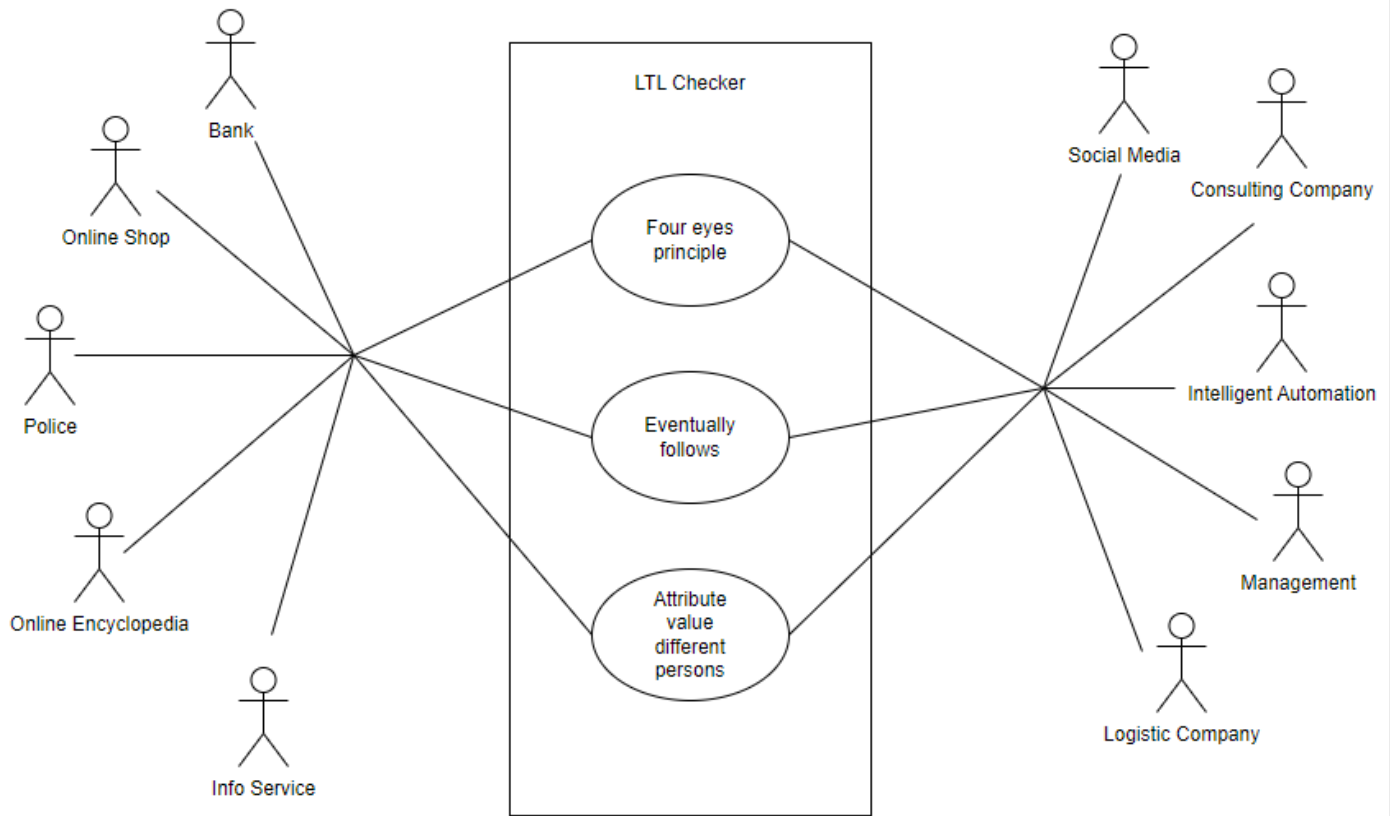 Bank
Online Shop
Police
Online Encyclopedia
Info Service
LTL Checker
Four eyes
principle
Eventually
follows
Attribute
value
different
persons
Social Media
Consulting Company
Intelligent Automation
Management
Logistic Company